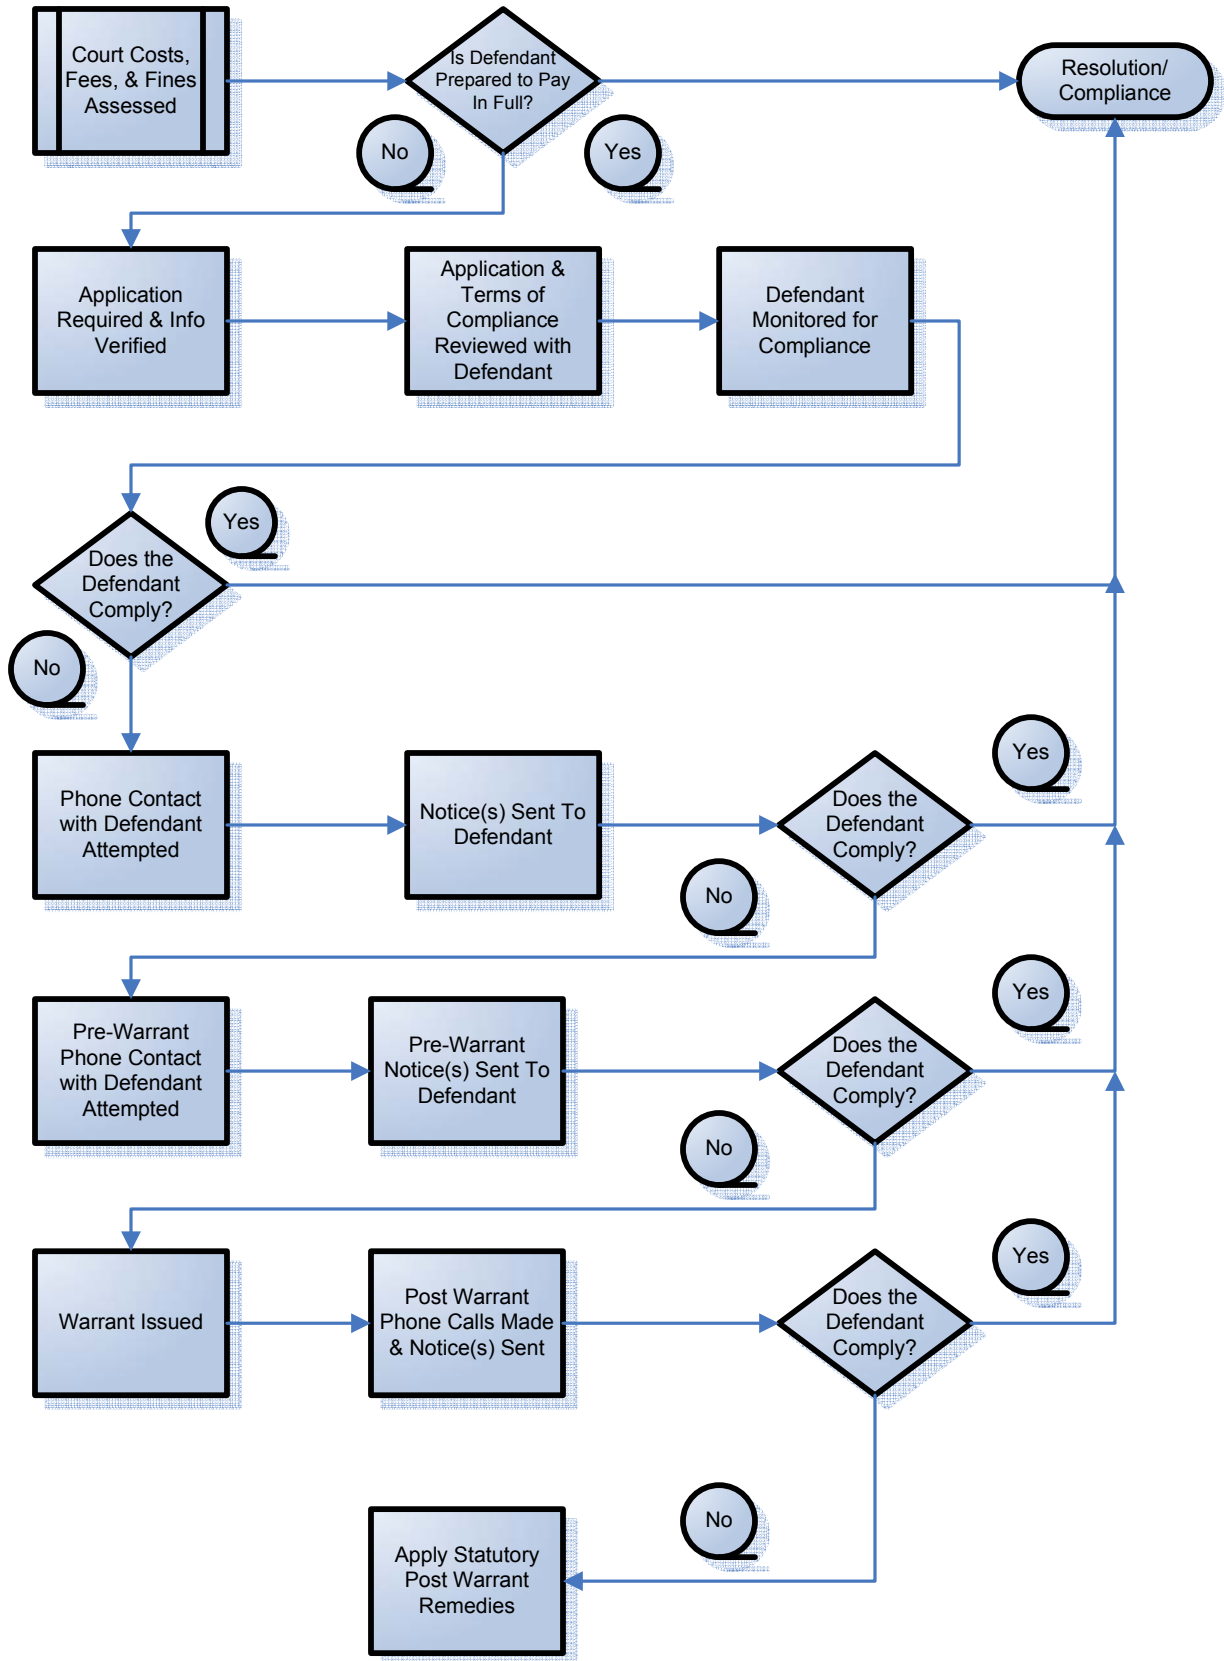 Court Costs,
Fees, & Fines
Assessed
Is Defendant
Prepared to Pay
In Full?
Resolution/
Compliance
No
Yes
Application
Required & Info
Verified
Application &
Terms of
Compliance
Reviewed with
Defendant
Defendant
Monitored for
Compliance
Yes
Does the
Defendant
Comply?
No
Phone Contact
with Defendant
Attempted
Notice(s) Sent To
Defendant
Does the
Defendant
Comply?
Yes
No
Pre-Warrant
Phone Contact
with Defendant
Attempted
Pre-Warrant
Notice(s) Sent To
Defendant
Does the
Defendant
Comply?
Yes
No
Warrant Issued
Post Warrant
Phone Calls Made
& Notice(s) Sent
Does the
Defendant
Comply?
Yes
No
Apply Statutory
Post Warrant
Remedies